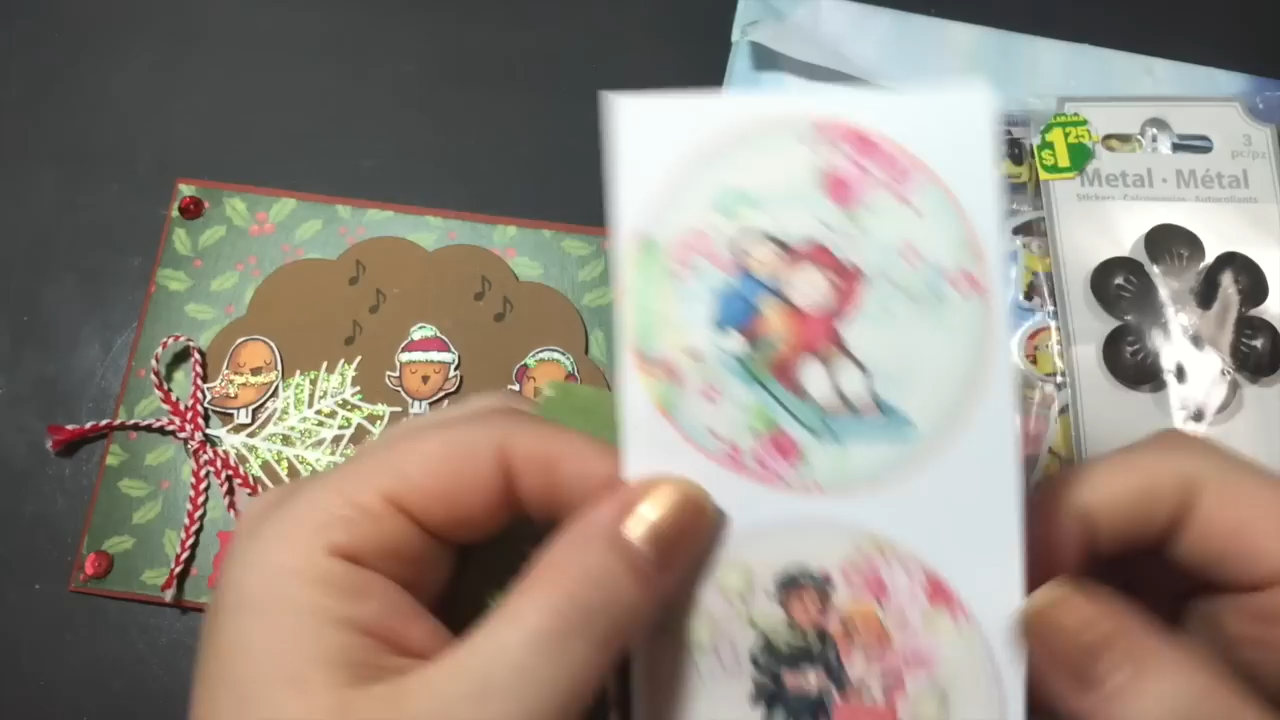 $1.25
3
pc/pz
Metal · Métal
Stickers · Calcomanías · Autocollants